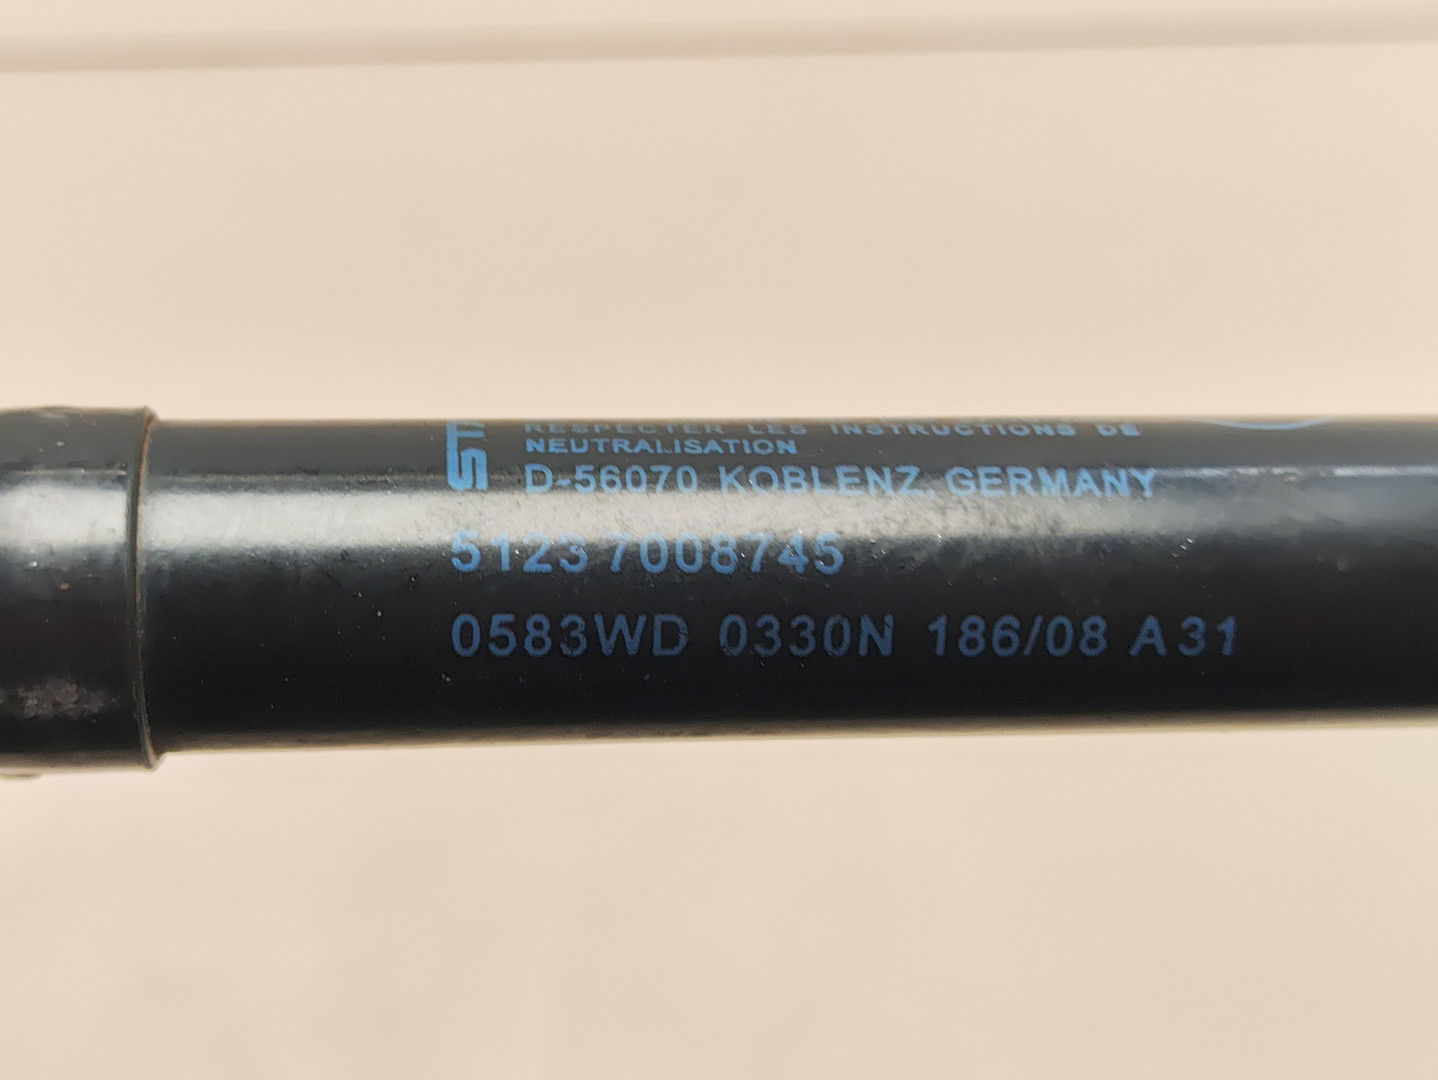 RESPECTER LES INSTRUCTIONS DE
NEUTRALISATION
D-56070 KOBLENZ, GERMANY
5123 7008745
0583WD 0330N 186/08 A31